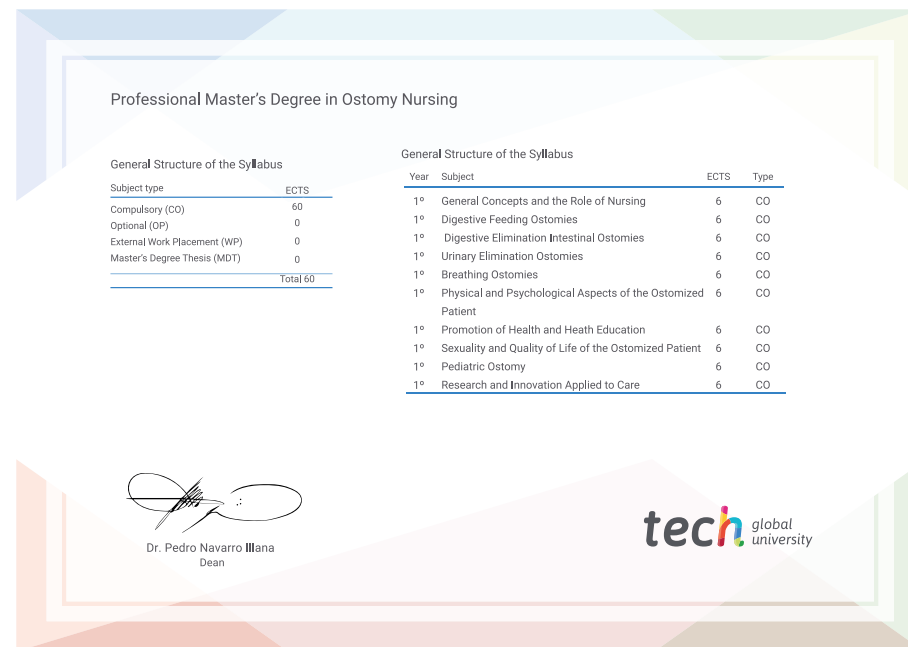 Professional Master's Degree in Ostomy Nursing
General Structure of the Syllabus
Subject type ECTS
Compulsory (CO) 60
Optional (OP) 0
External Work Placement (WP) 0
Master's Degree Thesis (MDT) 0
Total 60
General Structure of the Syllabus
Year Subject ECTS Type
1º General Concepts and the Role of Nursing 6 CO
1º Digestive Feeding Ostomies 6 CO
1º Digestive Elimination Intestinal Ostomies 6 CO
1º Urinary Elimination Ostomies 6 CO
1º Breathing Ostomies 6 CO
1º Physical and Psychological Aspects of the Ostomized 6 CO
Patient
1º Promotion of Health and Heath Education 6 CO
1º Sexuality and Quality of Life of the Ostomized Patient 6 CO
1º Pediatric Ostomy 6 CO
1º Research and Innovation Applied to Care 6 CO
Dr. Pedro Navarro Illana
Dean
tech global
university